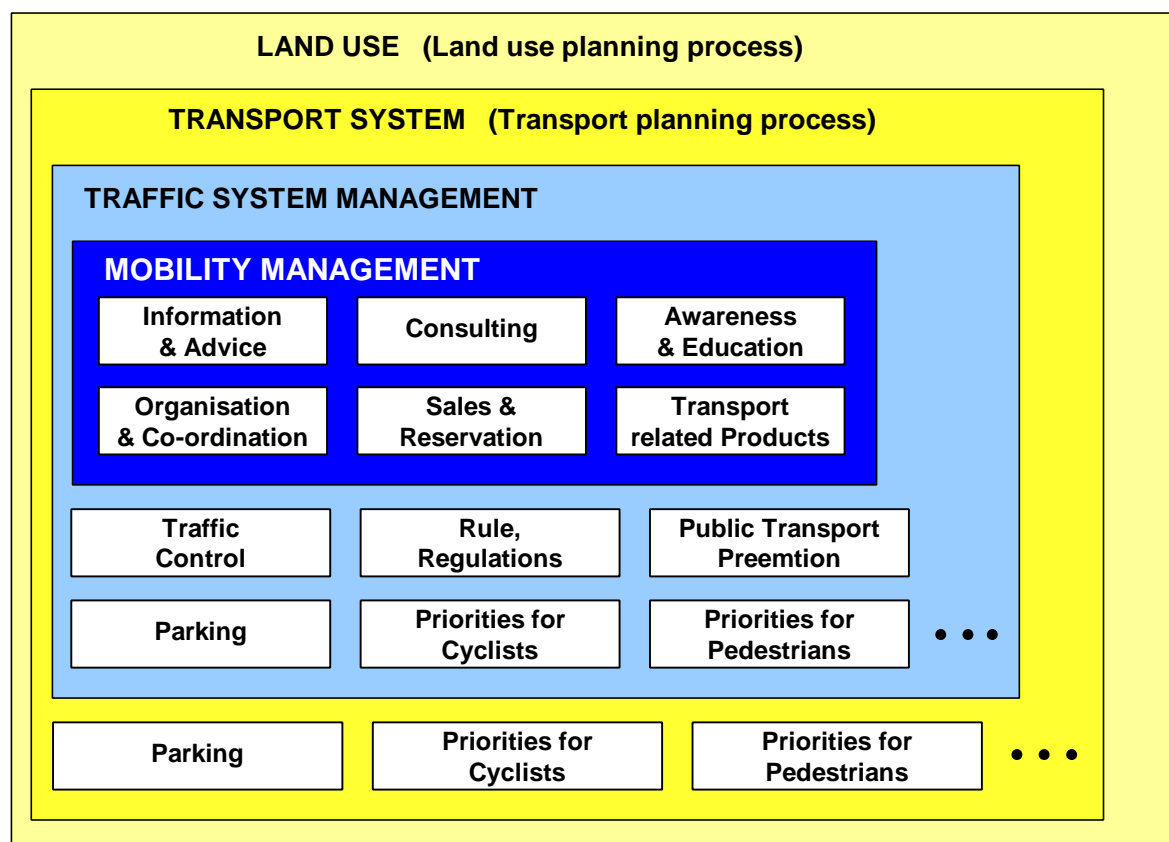 LAND USE (Land use planning process)
TRANSPORT SYSTEM (Transport planning process)
TRAFFIC SYSTEM MANAGEMENT
MOBILITY MANAGEMENT
Information
& Advice
Consulting
Awareness
& Education
Organisation
& Co-ordination
Sales &
Reservation
Transport
related Products
Traffic
Control
Rule,
Regulations
Public Transport
Preemtion
Parking
Priorities for
Cyclists
Priorities for
Pedestrians
• • •
Parking
Priorities for
Cyclists
Priorities for
Pedestrians
• • •